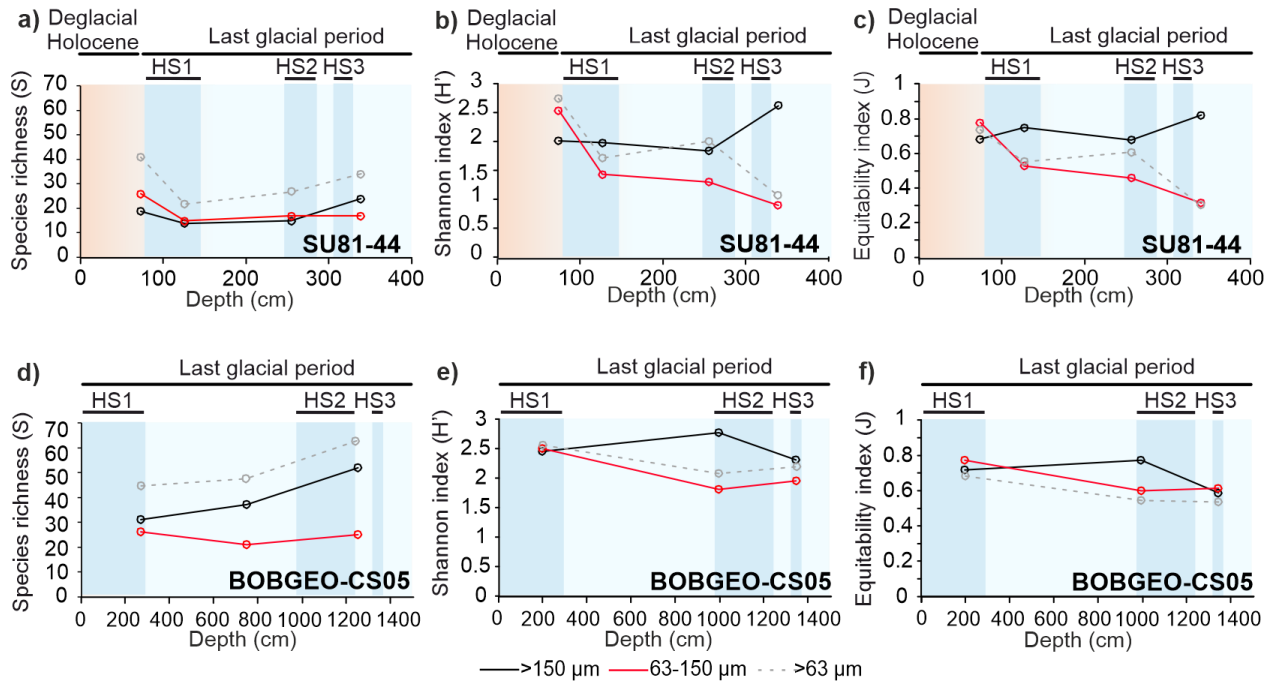 a)
Deglacial
Holocene
Last glacial period
HS1 HS2 HS3
Species richness (S)
70
60
50
40
30
20
10
0
SU81-44
0 100 200 300 400
Depth (cm)
b)
Deglacial
Holocene
Last glacial period
HS1 HS2 HS3
Shannon index (H')
3
2.5
2
1.5
1
0.5
0
SU81-44
0 100 200 300 400
Depth (cm)
c)
Deglacial
Holocene
Last glacial period
HS1 HS2 HS3
Equitability index (J)
1
0.8
0.6
0.4
0.3
0
SU81-44
0 100 200 300 400
Depth (cm)
d)
Last glacial period
HS1 HS2 HS3
Species richness (S)
70
60
50
40
30
20
10
0
BOBGEO-CS05
0 200 400 600 800 1000 1200 1400
Depth (cm)
e)
Last glacial period
HS1 HS2 HS3
Shannon index (H')
3
2.5
2
1.5
1
0.5
0
BOBGEO-CS05
0 200 400 600 800 1000 1200 1400
Depth (cm)
f)
Last glacial period
HS1 HS2 HS3
Equitability index (J)
1
0.8
0.6
0.4
0.2
0
BOBGEO-CS05
0 200 400 600 800 1000 1200 1400
Depth (cm)
>150 µm 63-150 µm >63 µm